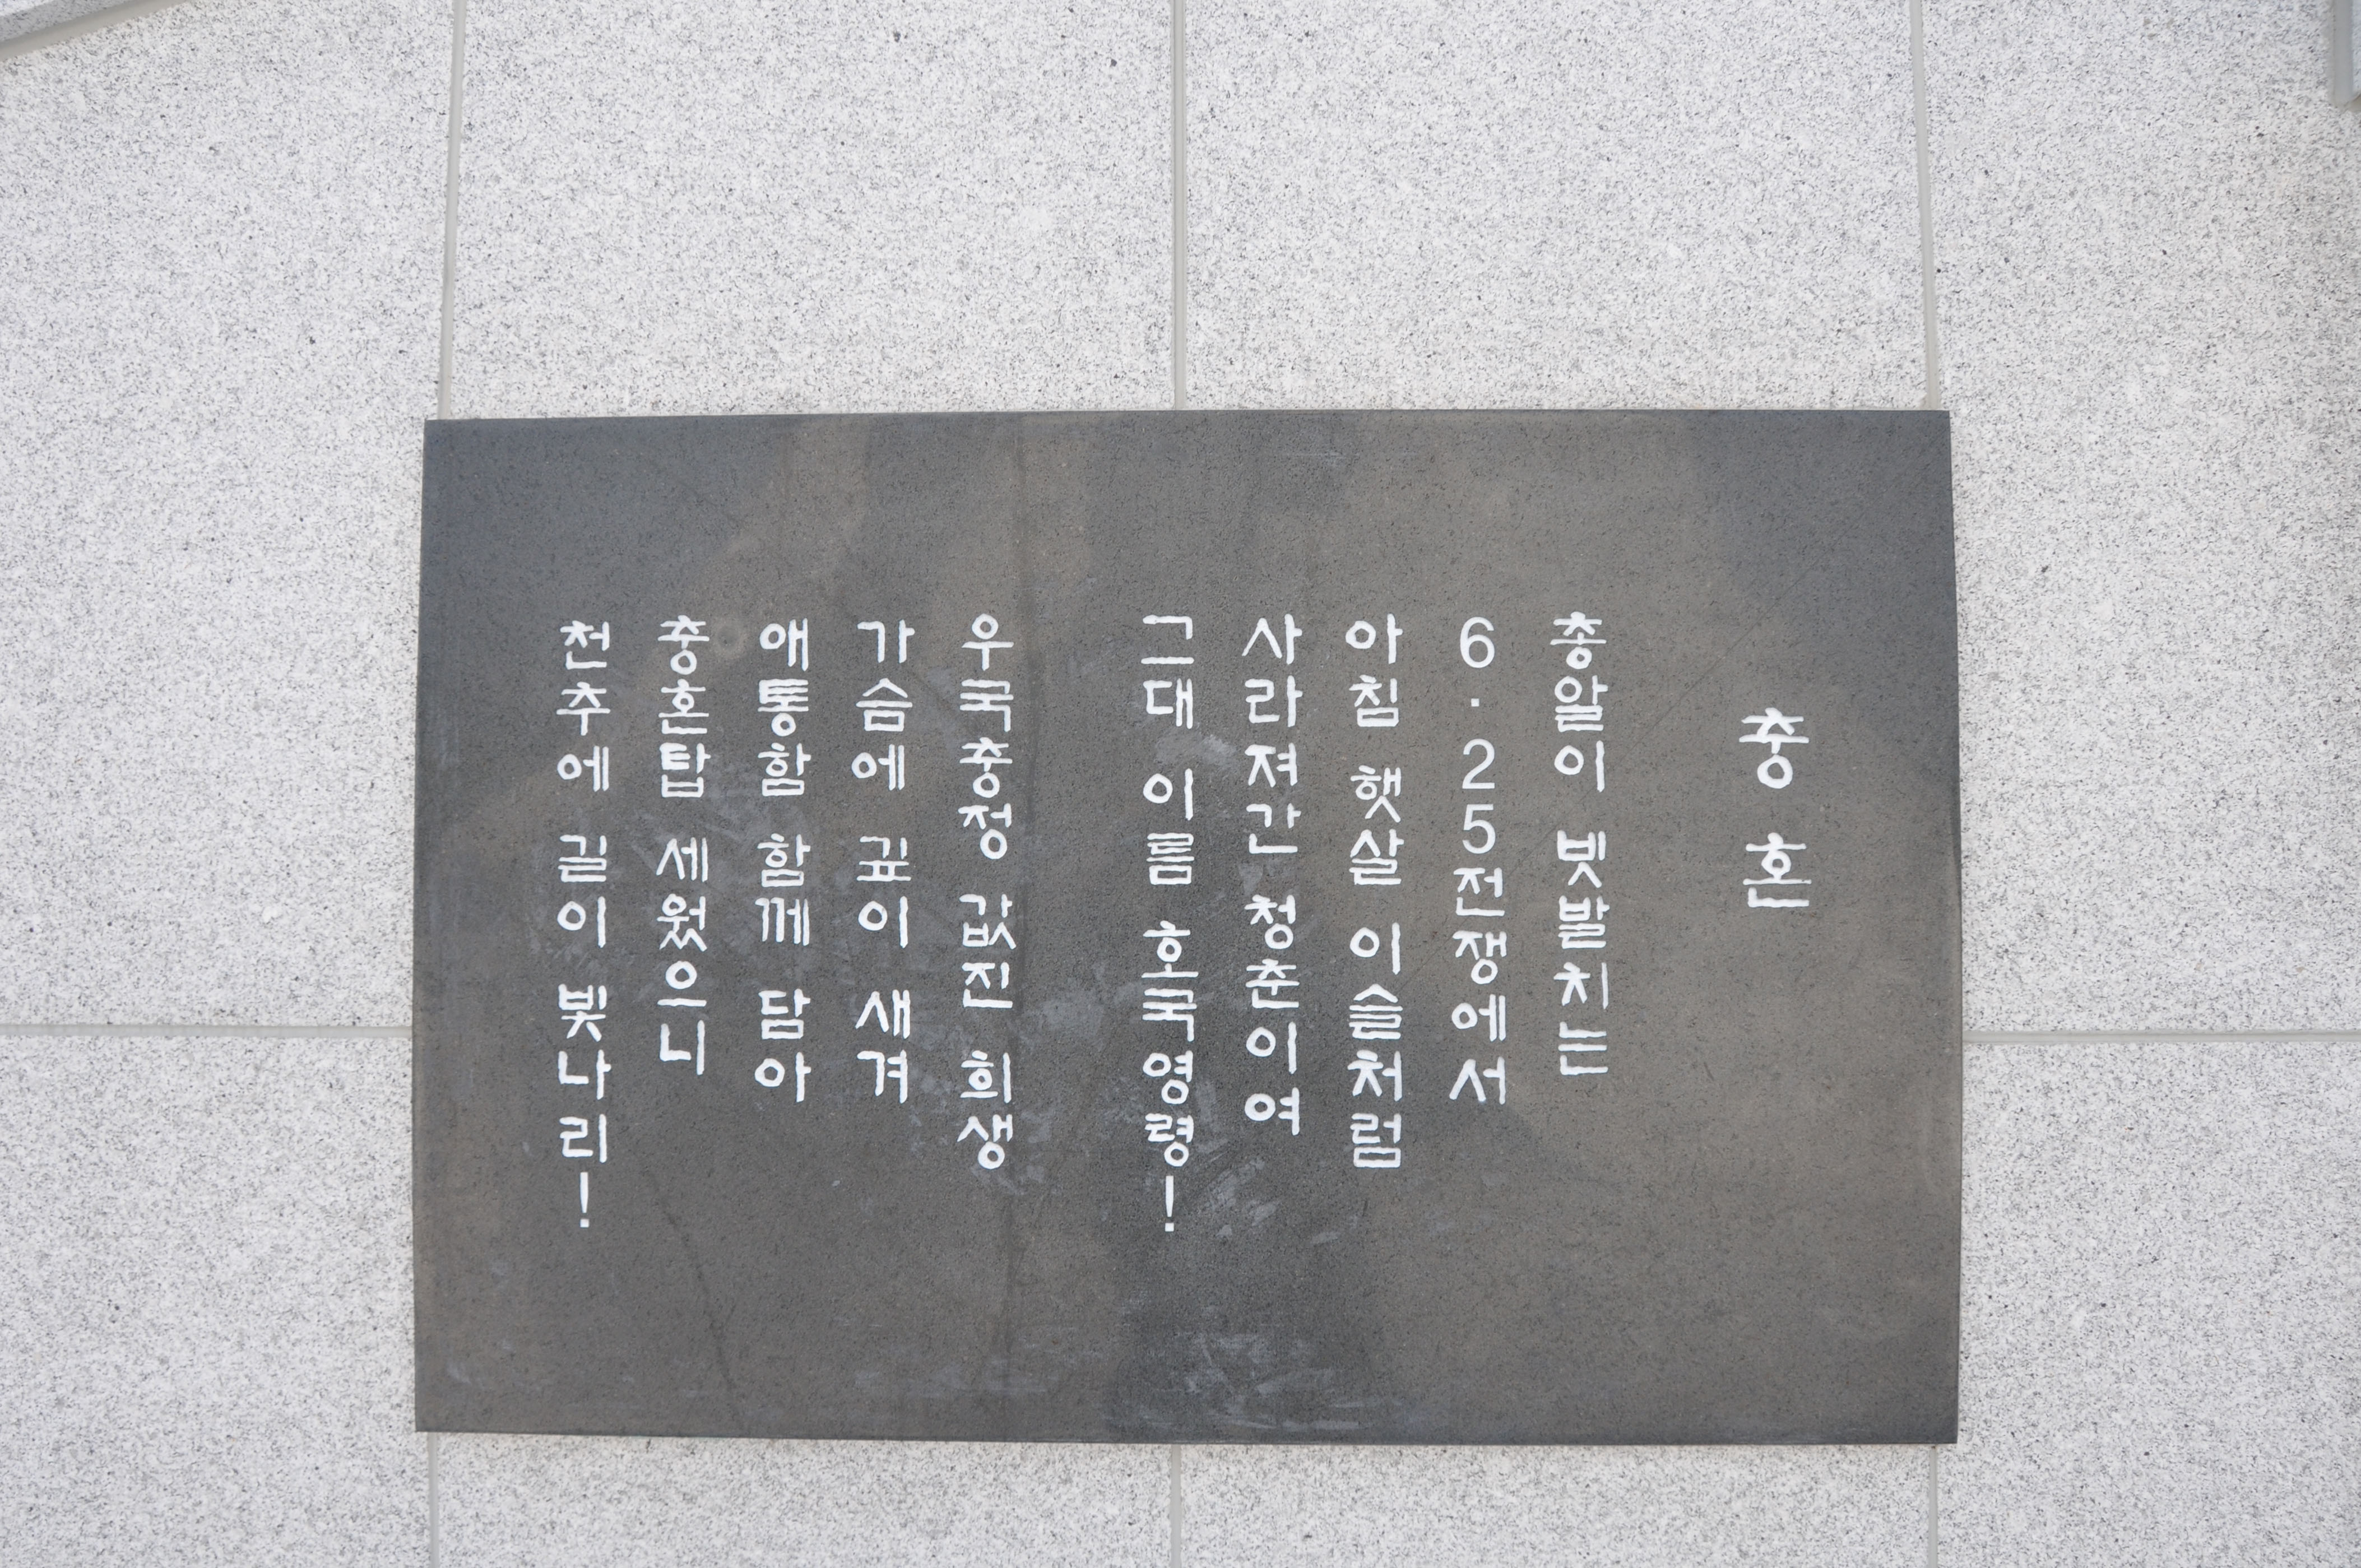 충 혼
총알이 빗발치는
6·25전쟁에서
아침 햇살 이슬처럼
사라져간 청춘이여
그대 이름 호국영령!
우국충정 값진 희생
가슴에 깊이 새겨
애통함 함께 담아
충혼탑 세웠으니
천추에 길이 빛나리!